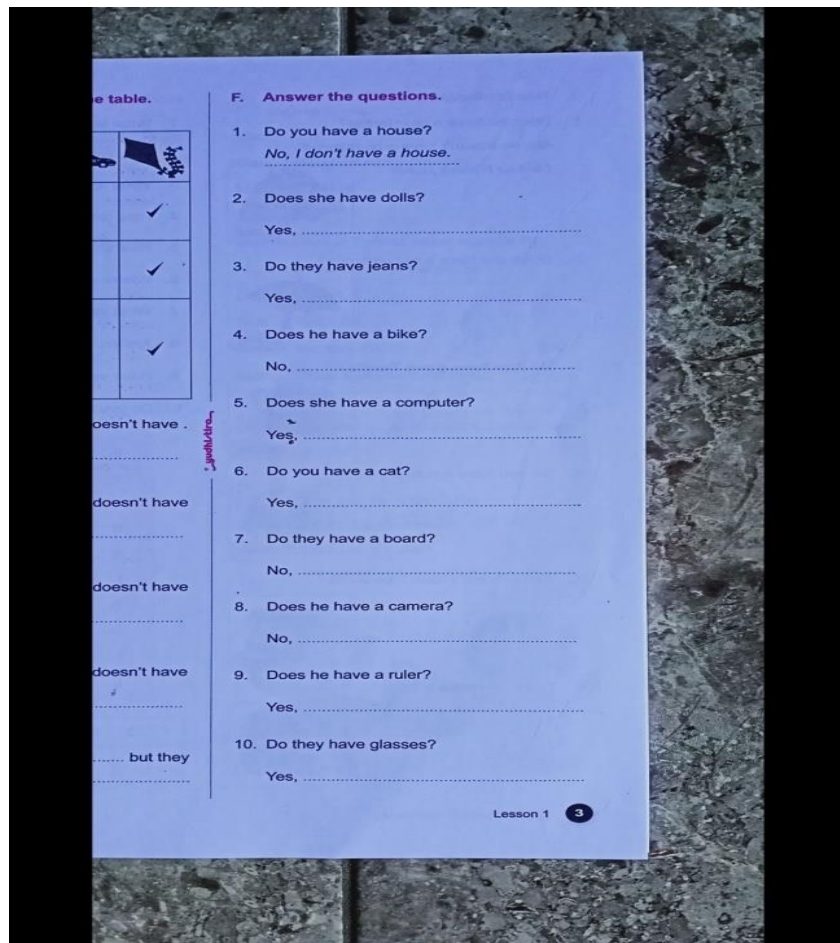 e table.
oesn't have .
doesn't have
doesn't have
doesn't have
but they
yudhistira
F. Answer the questions.
1. Do you have a house?
No, I don't have a house.
2. Does she have dolls?
Yes,
3. Do they have jeans?
Yes,
4. Does he have a bike?
No,
5. Does she have a computer?
Yes,
6. Do you have a cat?
Yes,
7. Do they have a board?
No,
8. Does he have a camera?
No,
9. Does he have a ruler?
Yes,
10. Do they have glasses?
Yes,
Lesson 1 3